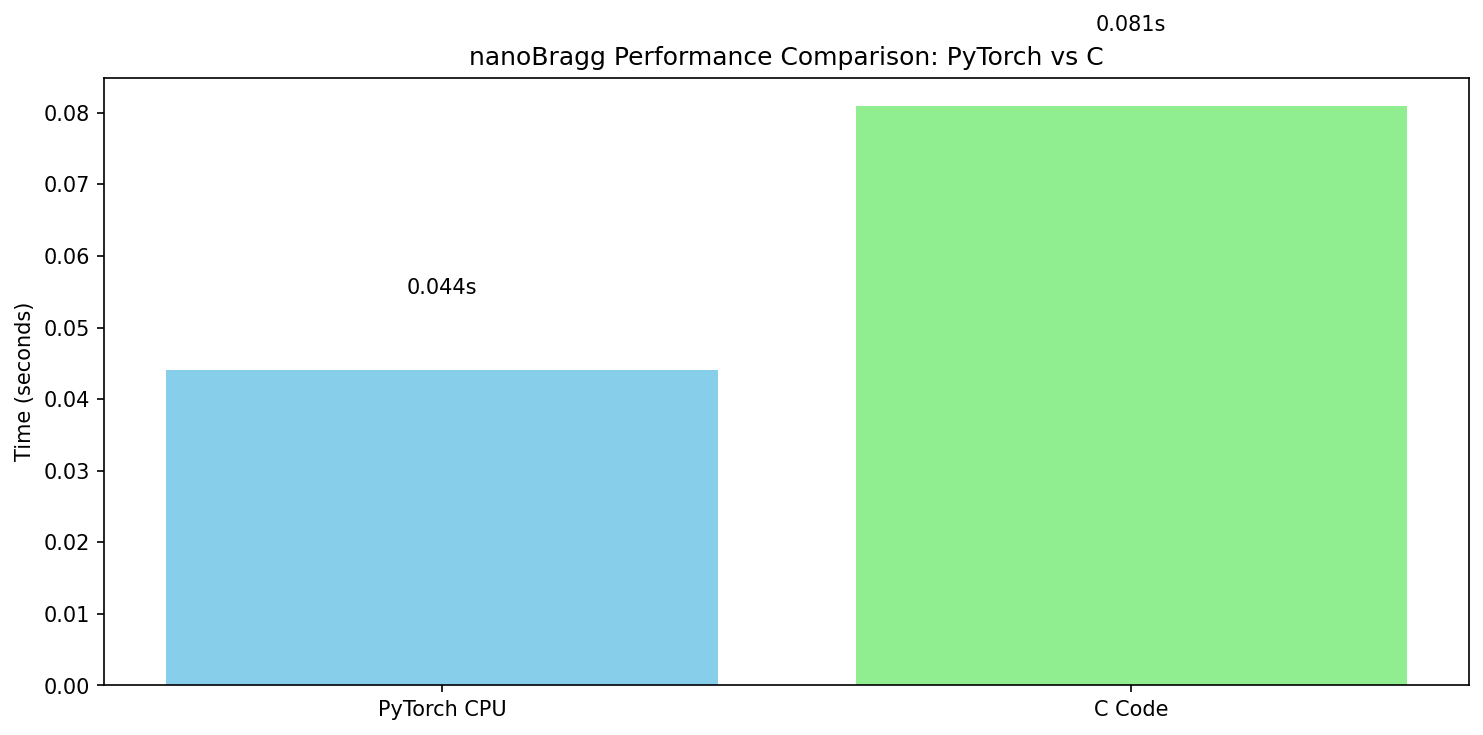 0.081s
nanoBragg Performance Comparison: PyTorch vs C
0.08
0.07
0.06
0.044s
0.05
0.04
0.03
0.02
0.01
0.00
Time (seconds)
PyTorch CPU
C Code